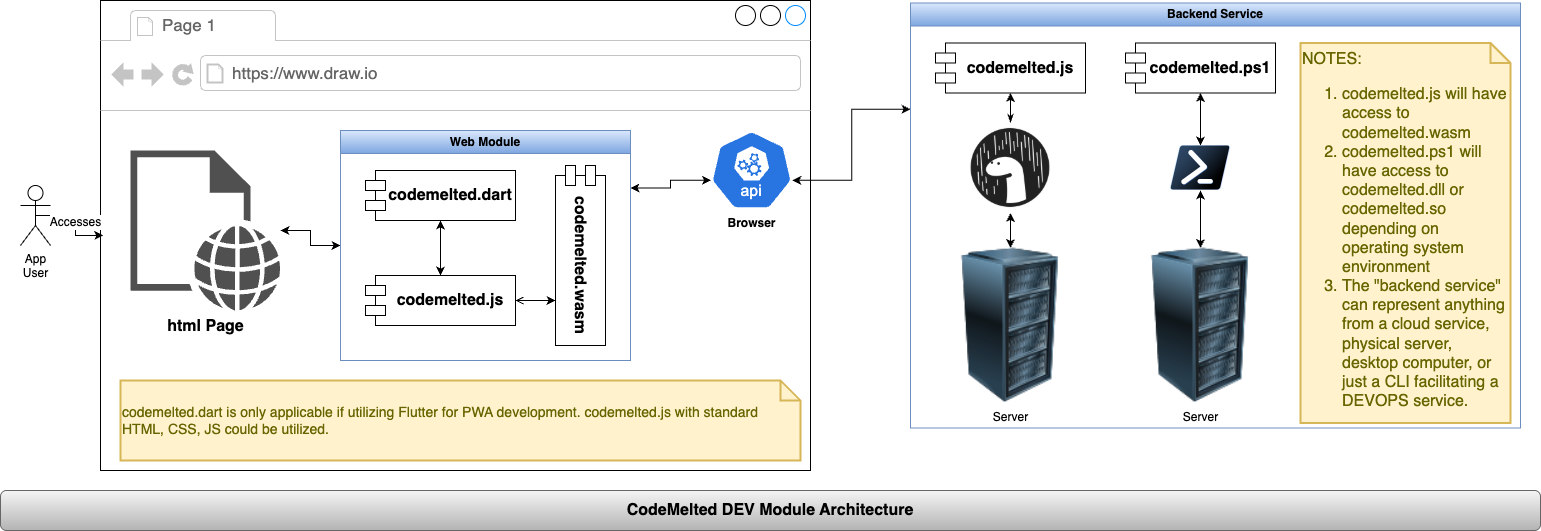 Page 1
https://www.draw.io
Accesses
App
User
html Page
Web Module
codemelted.dart
codemelted.js
codemelted.wasm
api
Browser
codemelted.dart is only applicable if utilizing Flutter for PWA development. codemelted.js with standard
HTML, CSS, JS could be utilized.
Backend Service
codemelted.js
codemelted.ps1
Server
Server
NOTES:
1. codemelted.js will have
access to
codemelted.wasm
2. codemelted.ps1 will
have access to
codemelted.dll or
codemelted.so
depending on
operating system
environment
3. The "backend service"
can represent anything
from a cloud service,
physical server,
desktop computer, or
just a CLI facilitating a
DEVOPS service.
CodeMelted DEV Module Architecture